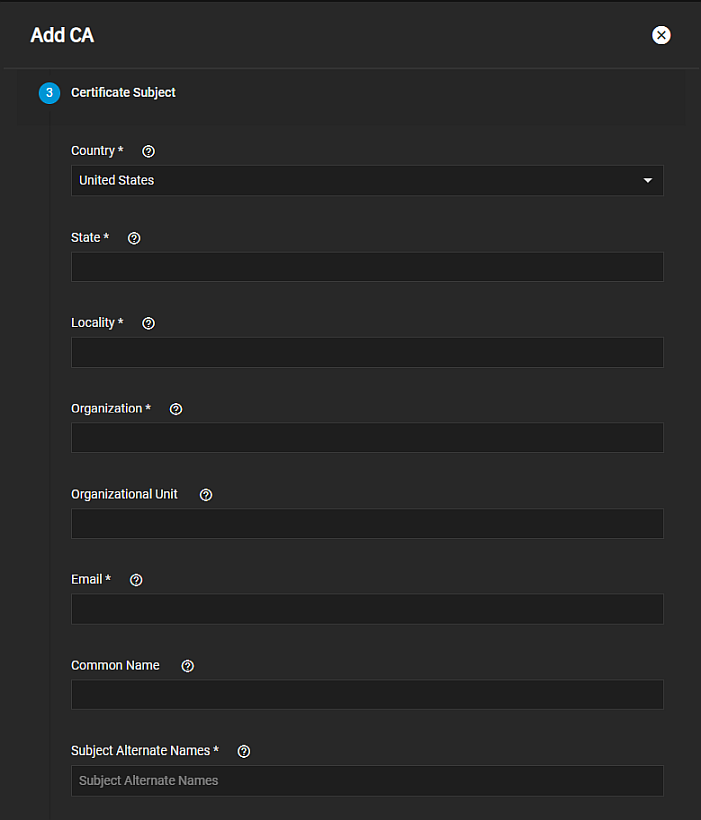 Add CA
3 Certificate Subject
Country *
United States
State *
Locality *
Organization *
Organizational Unit
Email *
Common Name
Subject Alternate Names *
Subject Alternate Names